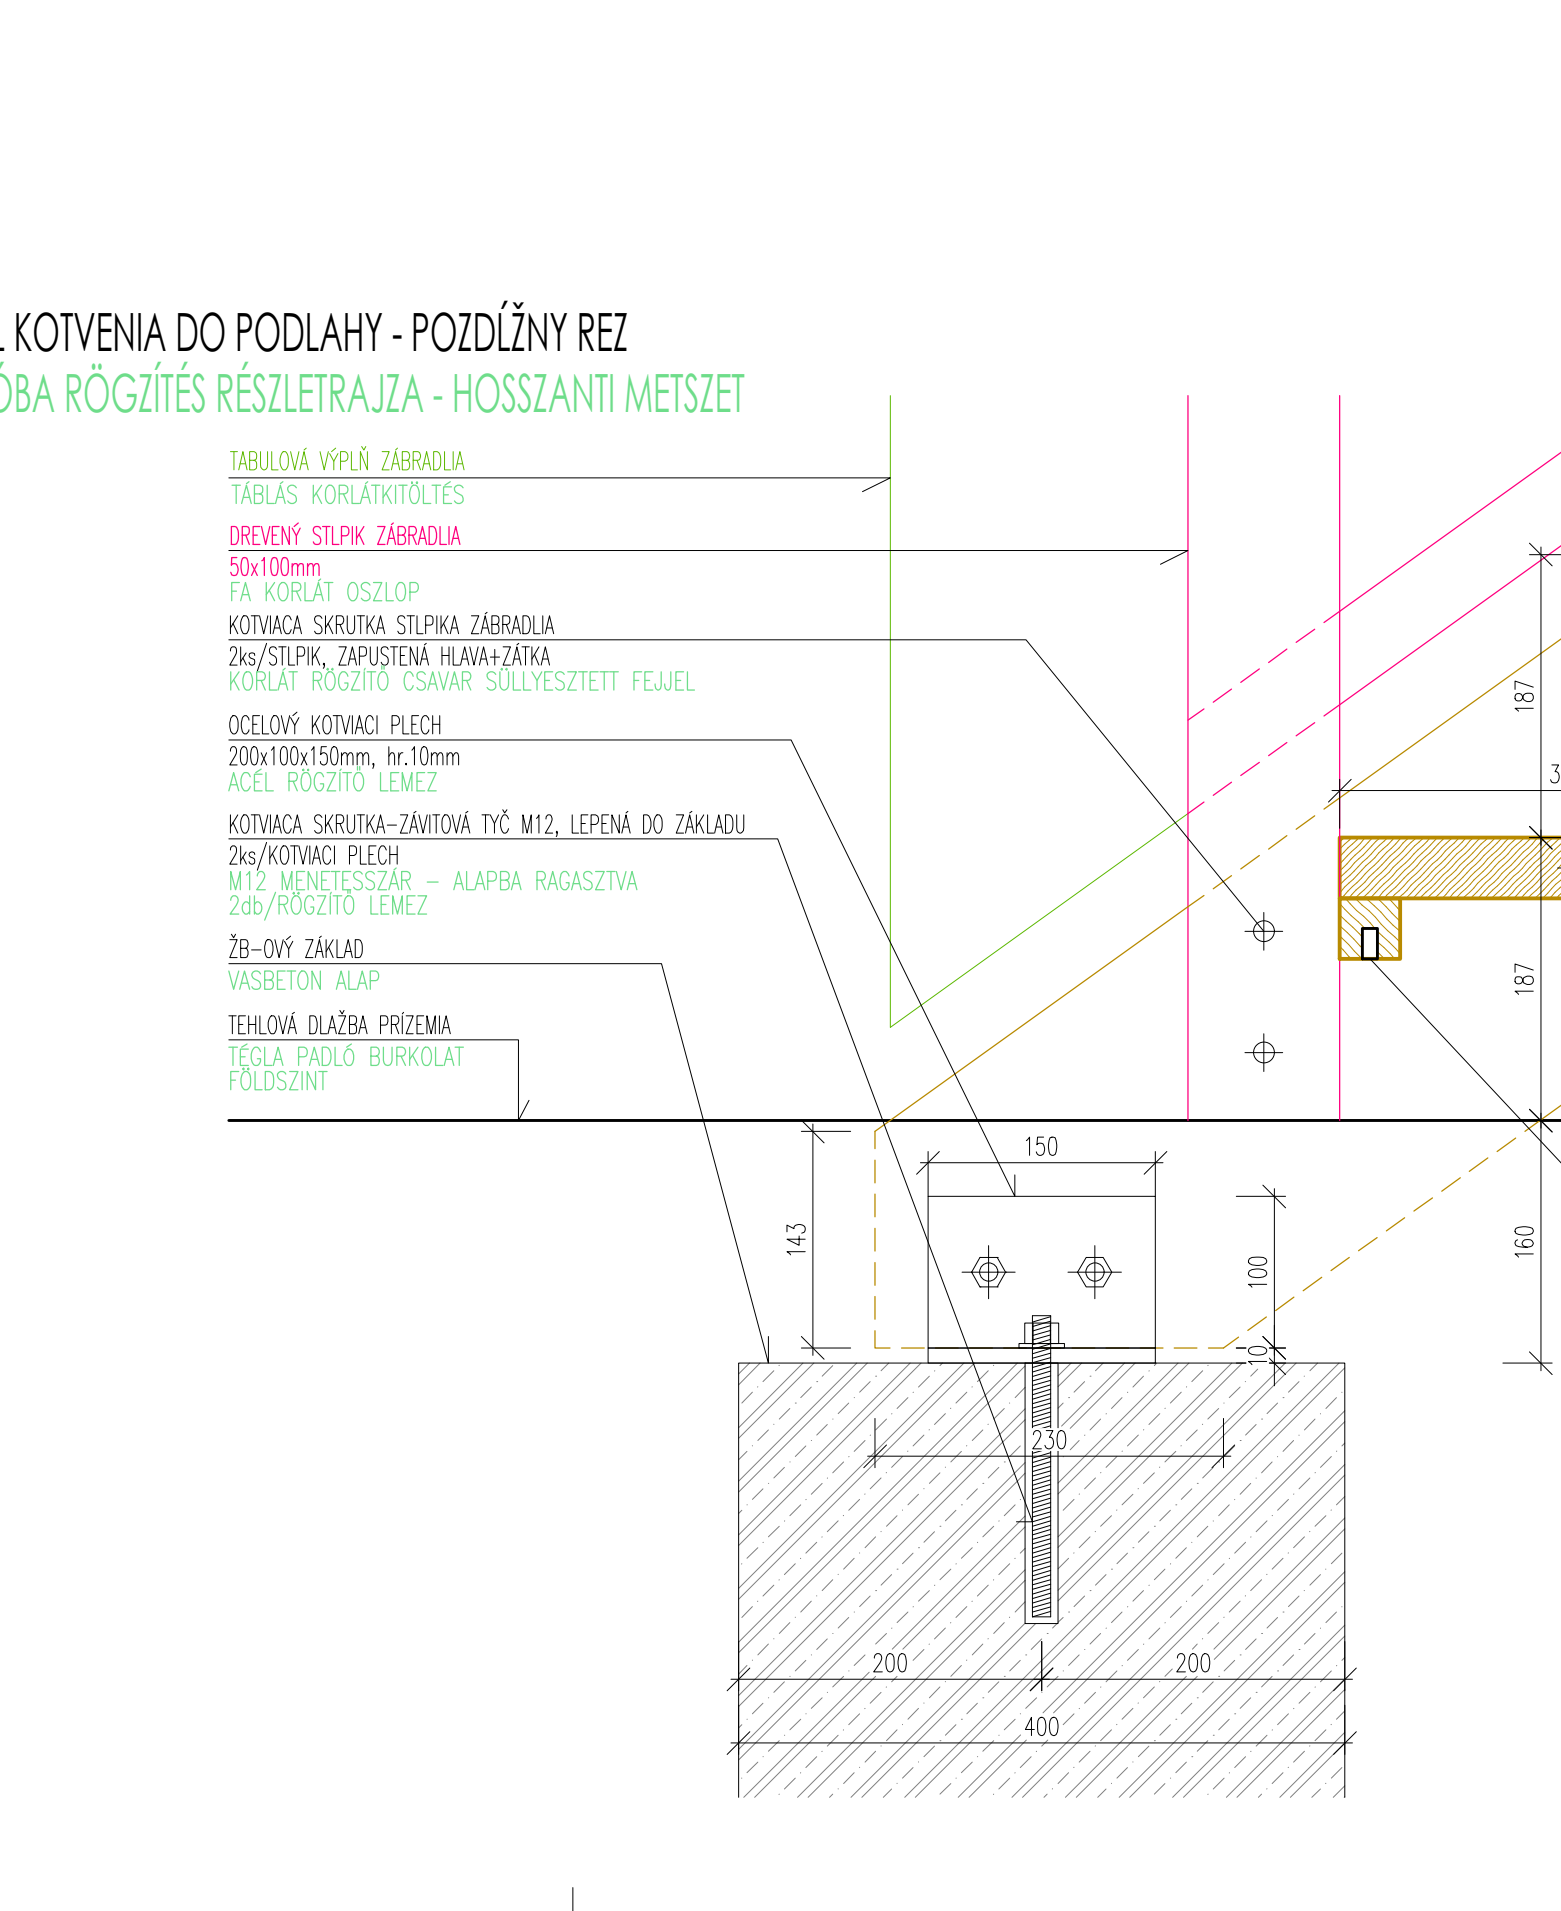 KOTVENIA DO PODLAHY - POZDĹŽNY REZ
RÖGZÍTÉS RÉSZLETRAJZA - HOSSZANTI METSZET
TABULOVÁ VÝPLŇ ZÁBRADLIA
TÁBLÁS KORLÁTKITÖLTÉS
DREVENÝ STLPIK ZÁBRADLIA
50x100mm
FA KORLÁT OSZLOP
KOTVIACA SKRUTKA STLPIKA ZÁBRADLIA
2ks/STLPIK, ZAPUSTENÁ HLAVA+ZÁTKA
KORLÁT RÖGZÍTŐ CSAVAR SÜLLYESZTETT FEJJEL
OCELOVÝ KOTVIACI PLECH
200x100x150mm, hr.10mm
ACÉL RÖGZÍTŐ LEMEZ
KOTVIACA SKRUTKA-ZÁVITOVÁ TYČ M12, LEPENÁ DO ZÁKLADU
2ks/KOTVIACI PLECH
M12 MENETESSZÁR - ALAPBA RAGASZTVA
2db/RÖGZÍTŐ LEMEZ
ŽB-OVÝ ZÁKLAD
VASBETON ALAP
TEHLOVÁ DLAŽBA PRÍZEMIA
TÉGLA PADLÓ BURKOLAT
FÖLDSZINT
187
187
160
150
143
100
10
230
200
200
400